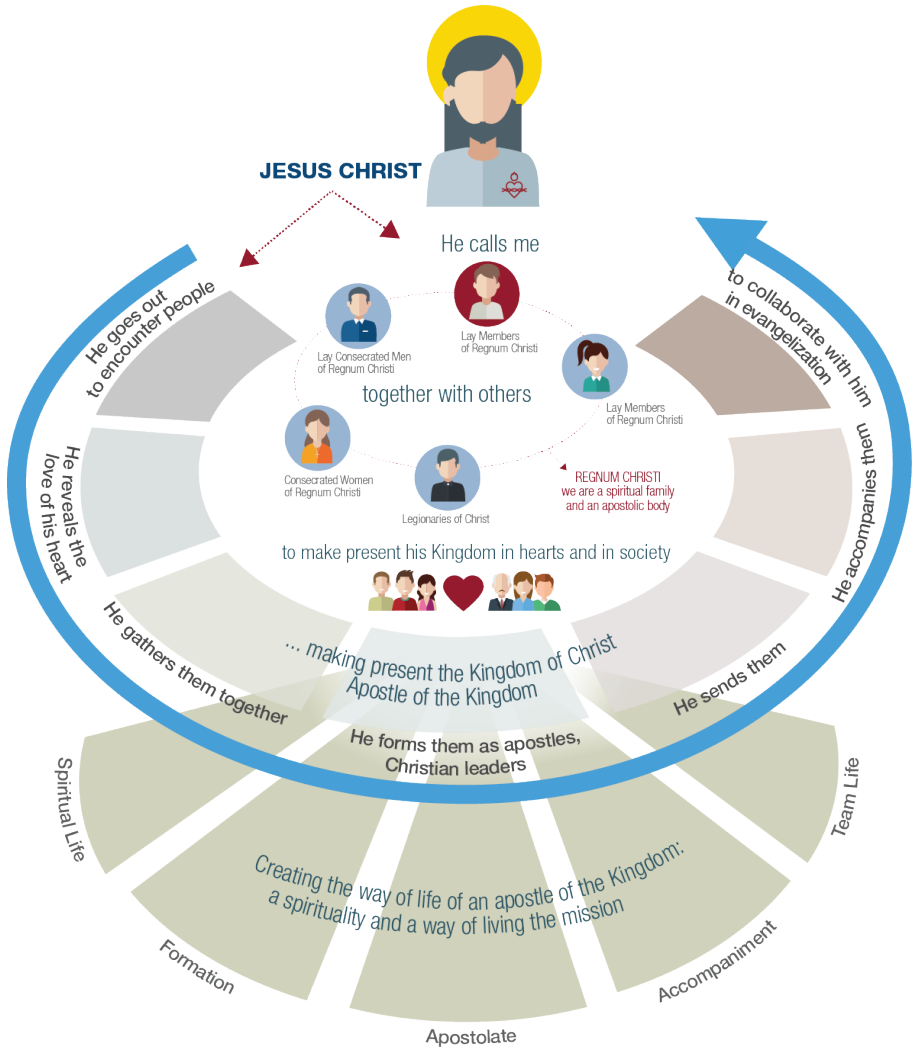 JESUS CHRIST
He calls me
Lay Members
of Regnum Christi
Lay Consecrated Men
of Regnum Christi
together with others
Lay Members
of Regnum Christi
Consecrated Women
of Regnum Christi
Legionaries of Christ
REGNUM CHRISTI
we are a spiritual family
and an apostolic body
to make present his Kingdom in hearts and in society
He goes out
to encounter people
He reveals the
love of his heart
He gathers them together
He forms them as apostles,
Christian leaders
He sends them
He accompanies them
to collaborate with him
in evangelization
... making present the Kingdom of Christ
Apostle of the Kingdom
Creating the way of life of an apostle of the Kingdom:
a spirituality and a way of living the mission
Spiritual Life
Formation
Apostolate
Accompaniment
Team Life